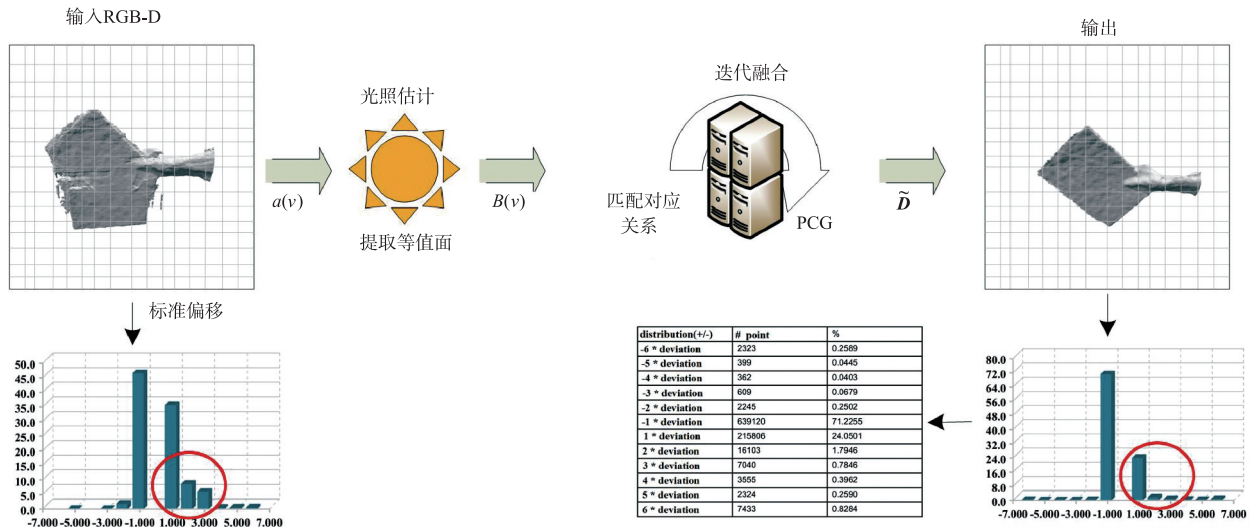 输入RGB-D
输出
光照估计
迭代融合
a(v)
B(v)
匹配对应
关系
PCG
D̃
提取等值面
标准偏移
50.0
45.0
40.0
35.0
30.0
25.0
20.0
15.0
10.0
5.0
0.0
-7.000 -5.000 -3.000 -1.000 1.000 3.000 5.000 7.000
distribution(+/-) # point %
-6 * deviation 2323 0.2589
-5 * deviation 399 0.0445
-4 * deviation 362 0.0403
-3 * deviation 609 0.0679
-2 * deviation 2245 0.2502
-1 * deviation 639120 71.2255
1 * deviation 215806 24.0501
2 * deviation 16103 1.7946
3 * deviation 7040 0.7846
4 * deviation 3555 0.3962
5 * deviation 2324 0.2590
6 * deviation 7433 0.8284
80.0
72.0
64.0
56.0
48.0
40.0
32.0
24.0
16.0
8.0
0.0
-7.000 -5.000 -3.000 -1.000 1.000 3.000 5.000 7.000